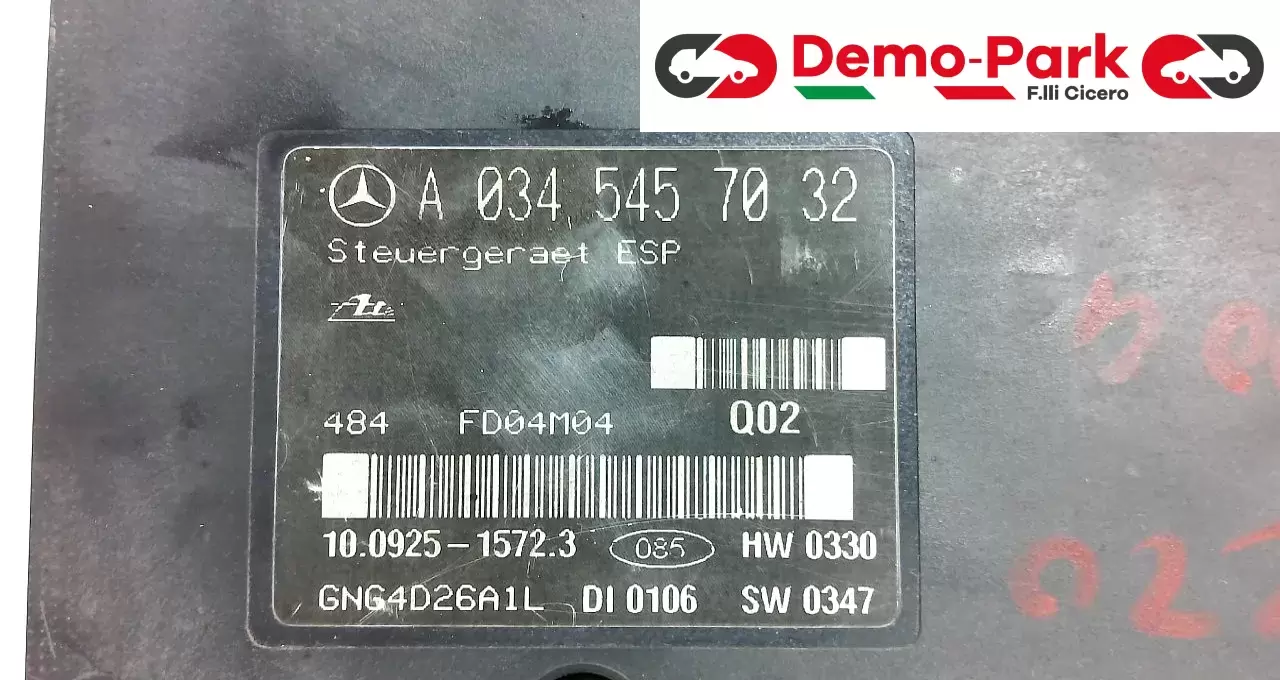 Demo-Park
F.lli Cicero
A 034 545 70 32
Steuergeraet ESP
Ate
484 FD04M04 Q02
10.0925-1572.3 085 HW 0330
GNG4D26A1L DI 0106 SW 0347